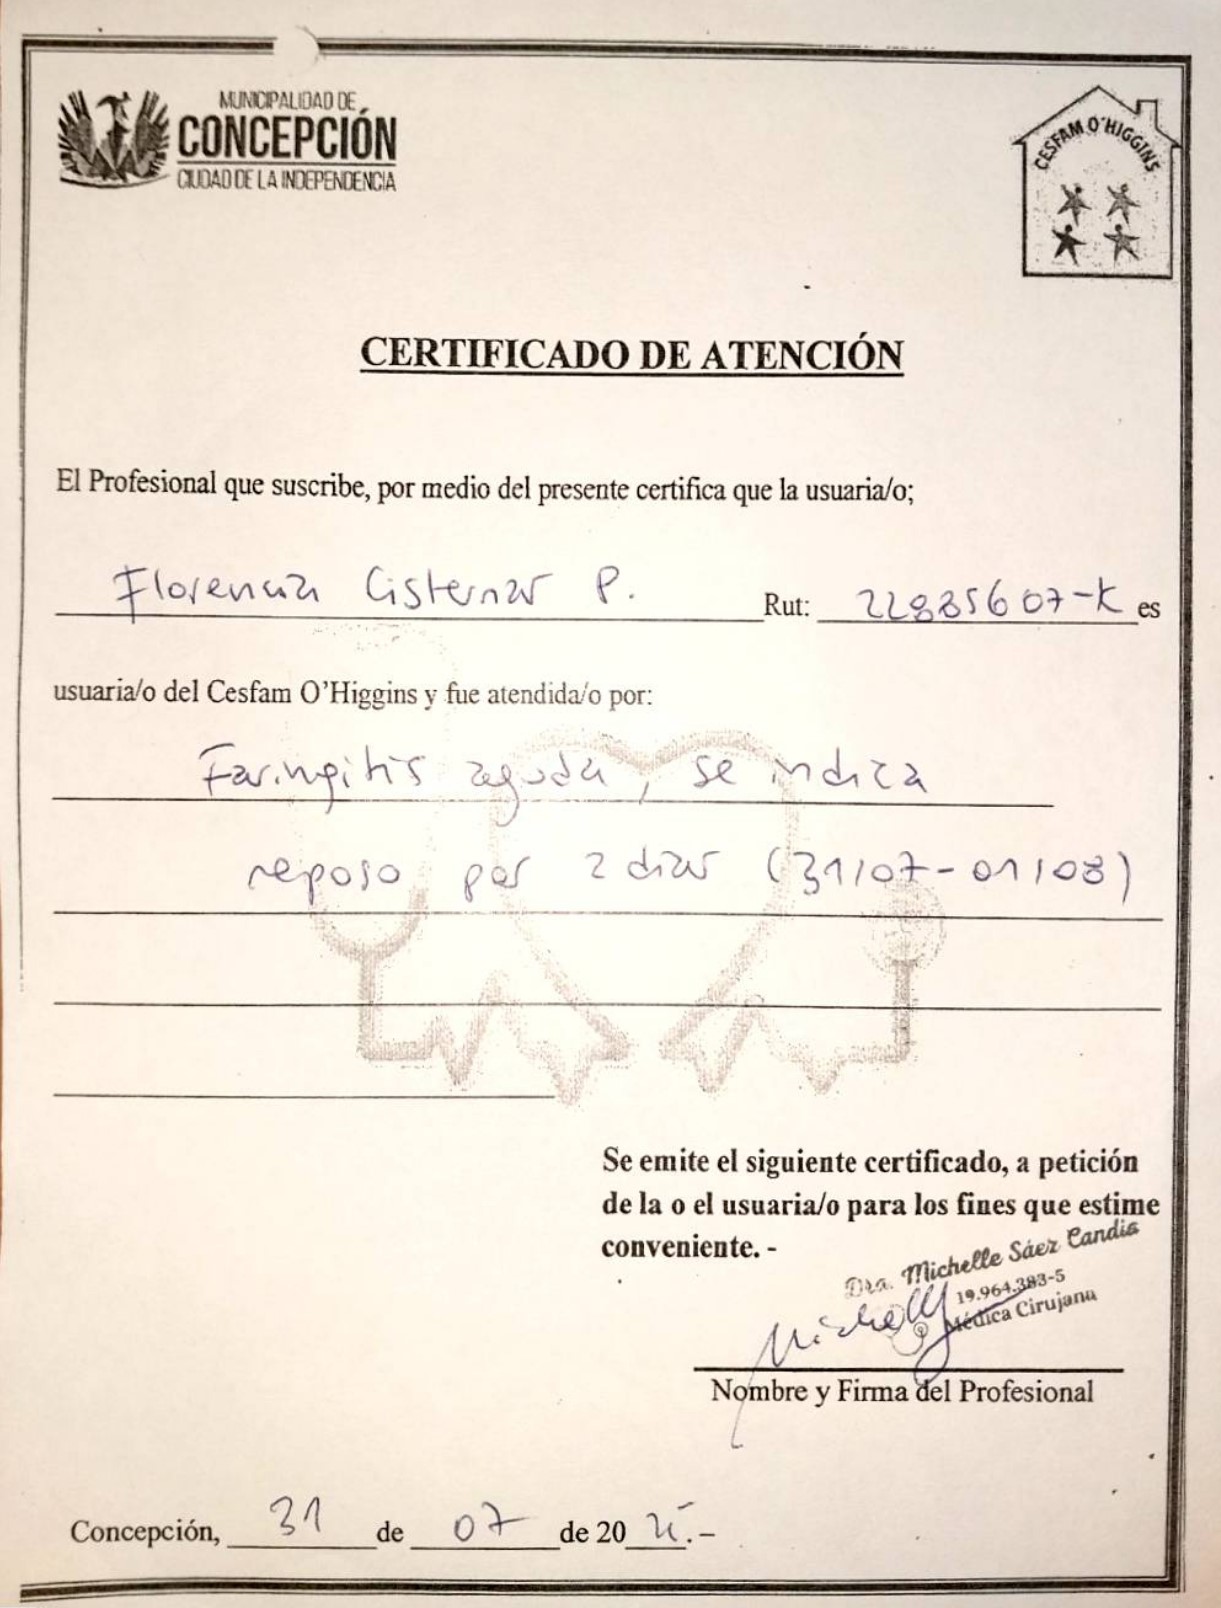 MUNICIPALIDAD DE
CONCEPCIÓN
CIUDAD DE LA INDEPENDENCIA
CESFAM O'HIGGINS
CERTIFICADO DE ATENCIÓN
El Profesional que suscribe, por medio del presente certifica que la usuaria/o;
Florencia Cisternas P. Rut: 22885607-K es
usuaria/o del Cesfam O'Higgins y fue atendida/o por:
Faringitis aguda, se indica
reposo por 2 dias (31/07-01/08)
Se emite el siguiente certificado, a petición
de la o el usuaria/o para los fines que estime
conveniente. -
Dra. Michelle Sáez Candia
19.964.383-5
Médica Cirujana
Nombre y Firma del Profesional
Concepción, 31 de 07 de 20 .-